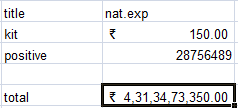 title nat.exp
kit ₹ 150.00
positive 28756489
total ₹ 4,31,34,73,350.00